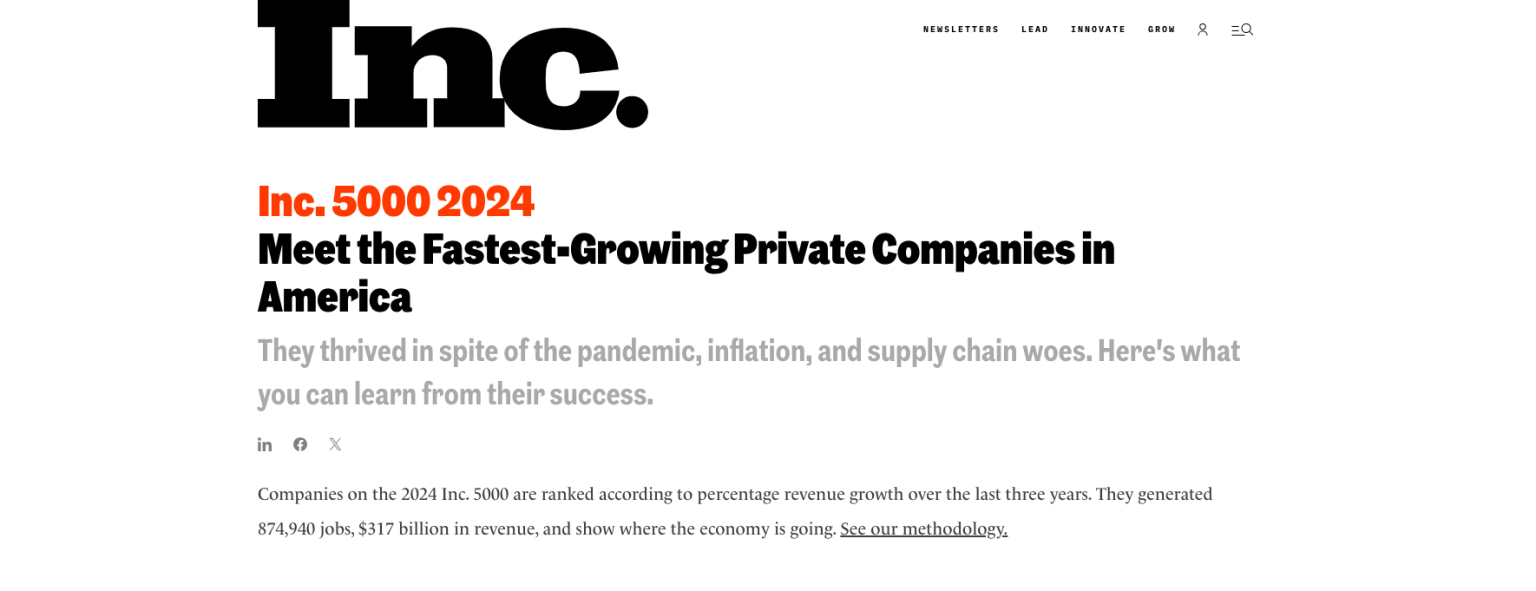 Inc.
NEWSLETTERS LEAD INNOVATE GROW
Inc. 5000 2024
Meet the Fastest-Growing Private Companies in
America
They thrived in spite of the pandemic, inflation, and supply chain woes. Here's what
you can learn from their success.
Companies on the 2024 Inc. 5000 are ranked according to percentage revenue growth over the last three years. They generated
874,940 jobs, $317 billion in revenue, and show where the economy is going. See our methodology.